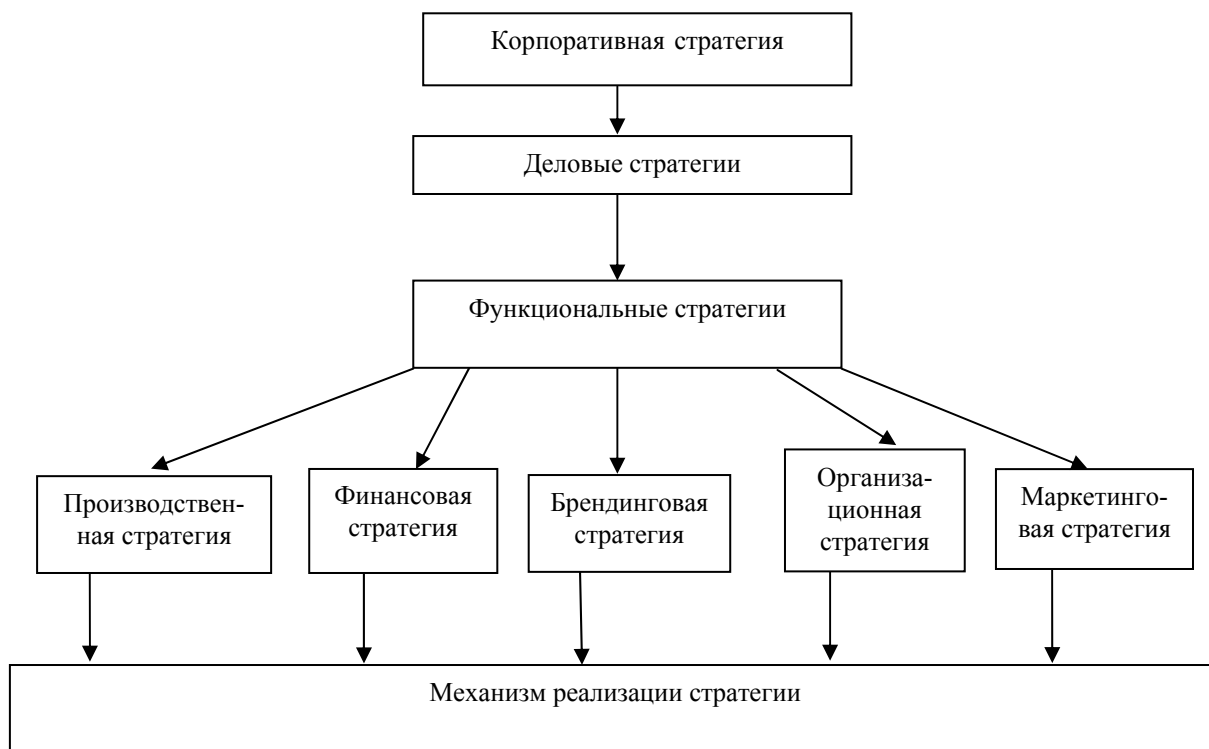 Корпоративная стратегия
Деловые стратегии
Функциональные стратегии
Производствен-
ная стратегия
Финансовая
стратегия
Брендинговая
стратегия
Организа-
ционная
стратегия
Маркетинго-
вая стратегия
Механизм реализации стратегии